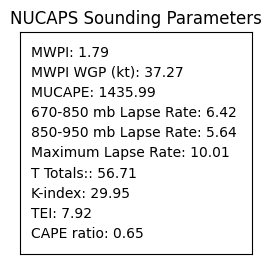 NUCAPS Sounding Parameters
MWPI: 1.79
MWPI WGP (kt): 37.27
MUCAPE: 1435.99
670-850 mb Lapse Rate: 6.42
850-950 mb Lapse Rate: 5.64
Maximum Lapse Rate: 10.01
T Totals:: 56.71
K-index: 29.95
TEI: 7.92
CAPE ratio: 0.65